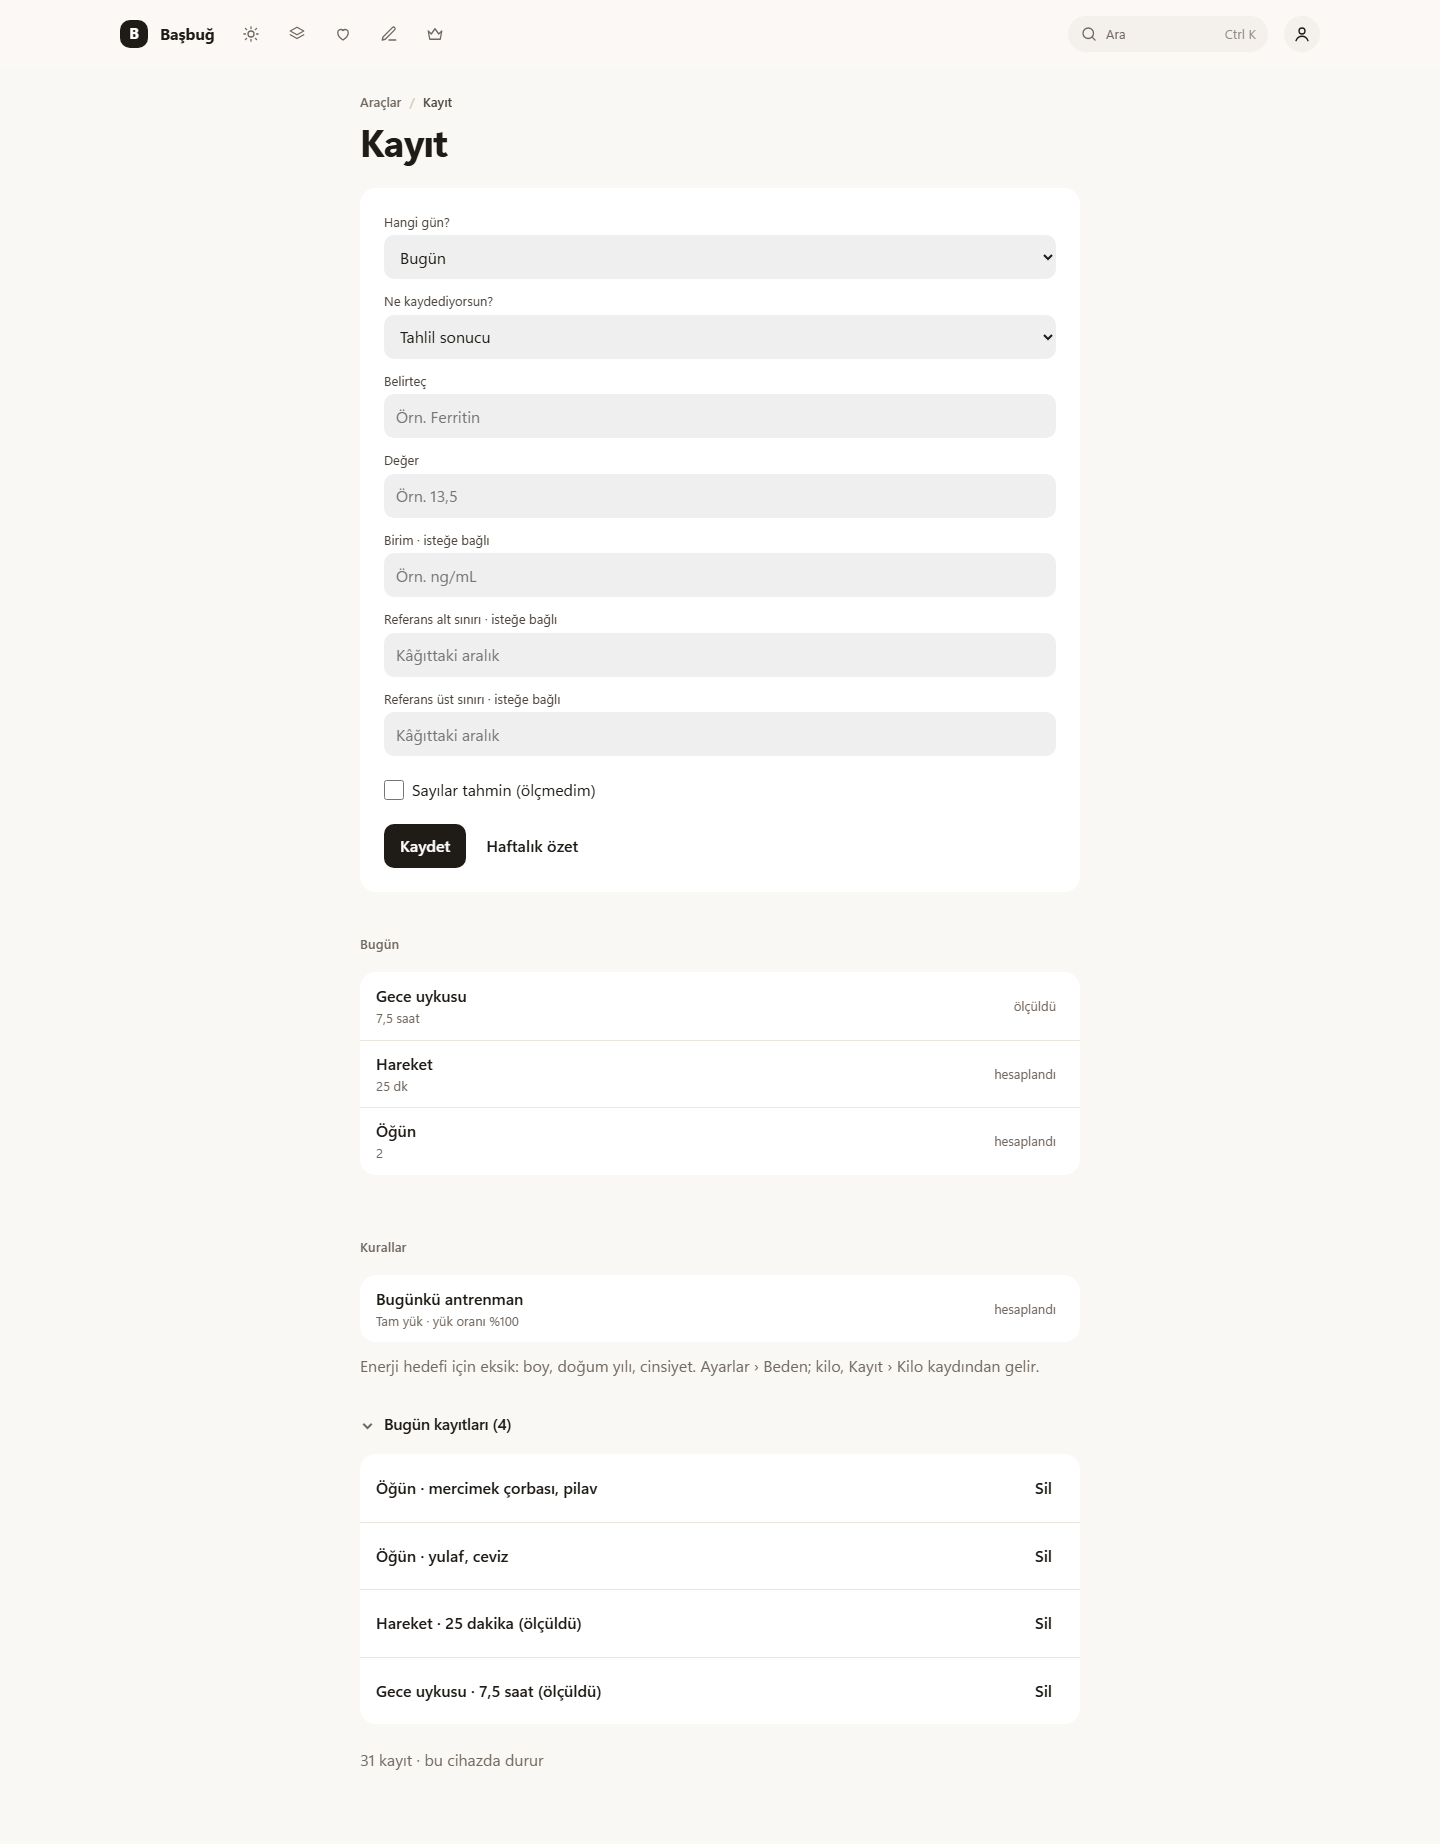 B Başbuğ Ara Ctrl K
Araçlar / Kayıt
Kayıt
Hangi gün?
Bugün
Ne kaydediyorsun?
Tahlil sonucu
Belirteç
Örn. Ferritin
Değer
Örn. 13,5
Birim · isteğe bağlı
Örn. ng/mL
Referans alt sınırı · isteğe bağlı
Kâğıttaki aralık
Referans üst sınırı · isteğe bağlı
Kâğıttaki aralık
Sayılar tahmin (ölçmedim)
Kaydet Haftalık özet
Bugün
Gece uykusu
7,5 saat
ölçüldü
Hareket
25 dk
hesaplandı
Öğün
2
hesaplandı
Kurallar
Bugünkü antrenman
Tam yük · yük oranı %100
hesaplandı
Enerji hedefi için eksik: boy, doğum yılı, cinsiyet. Ayarlar › Beden; kilo, Kayıt › Kilo kaydından gelir.
Bugün kayıtları (4)
Öğün · mercimek çorbası, pilav Sil
Öğün · yulaf, ceviz Sil
Hareket · 25 dakika (ölçüldü) Sil
Gece uykusu · 7,5 saat (ölçüldü) Sil
31 kayıt · bu cihazda durur